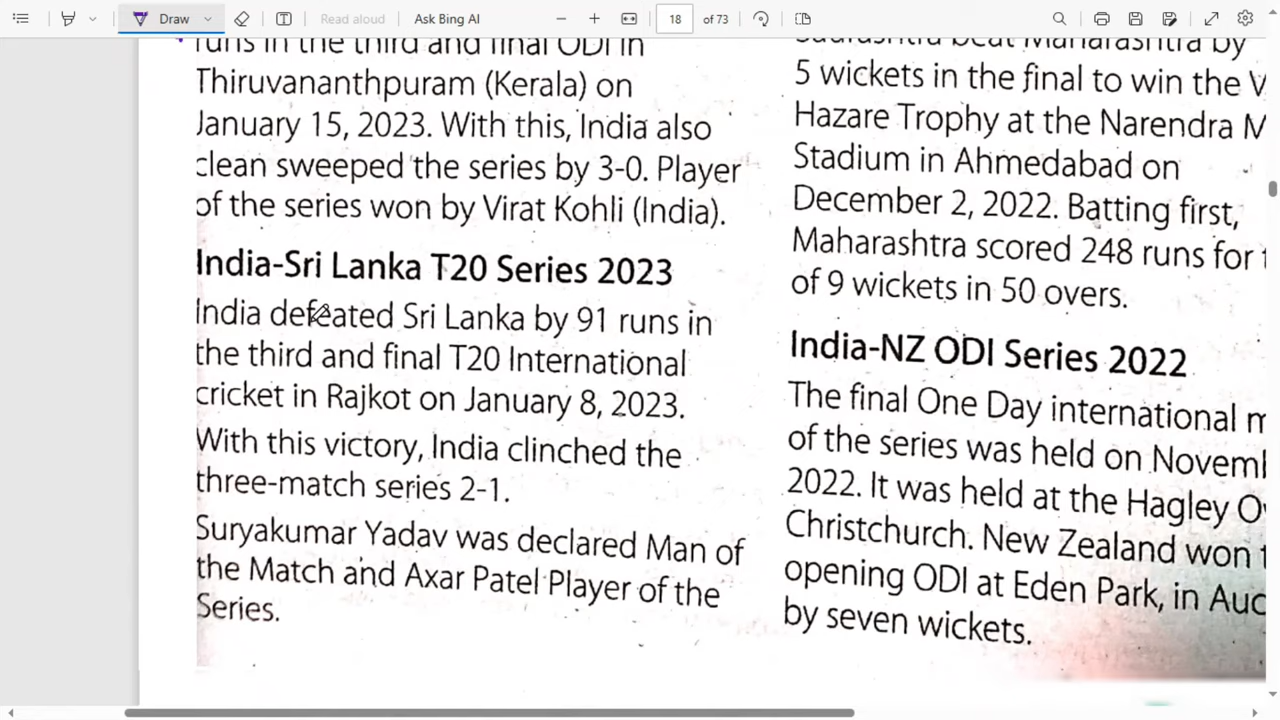 Draw
Read aloud
Ask Bing AI
18 of 73
runs in the third and final ODI in
Thiruvananthpuram (Kerala) on
January 15, 2023. With this, India also
clean sweeped the series by 3-0. Player
of the series won by Virat Kohli (India).
India-Sri Lanka T20 Series 2023
India defeated Sri Lanka by 91 runs in
the third and final T20 International
cricket in Rajkot on January 8, 2023.
With this victory, India clinched the
three-match series 2-1.
Suryakumar Yadav was declared Man of
the Match and Axar Patel Player of the
Series.
Saurashtra beat Maharashtra by
5 wickets in the final to win the V
Hazare Trophy at the Narendra M
Stadium in Ahmedabad on
December 2, 2022. Batting first,
Maharashtra scored 248 runs for
of 9 wickets in 50 overs.
India-NZ ODI Series 2022
The final One Day international m
of the series was held on Novem
2022. It was held at the Hagley O
Christchurch. New Zealand won
opening ODI at Eden Park, in Auc
by seven wickets.